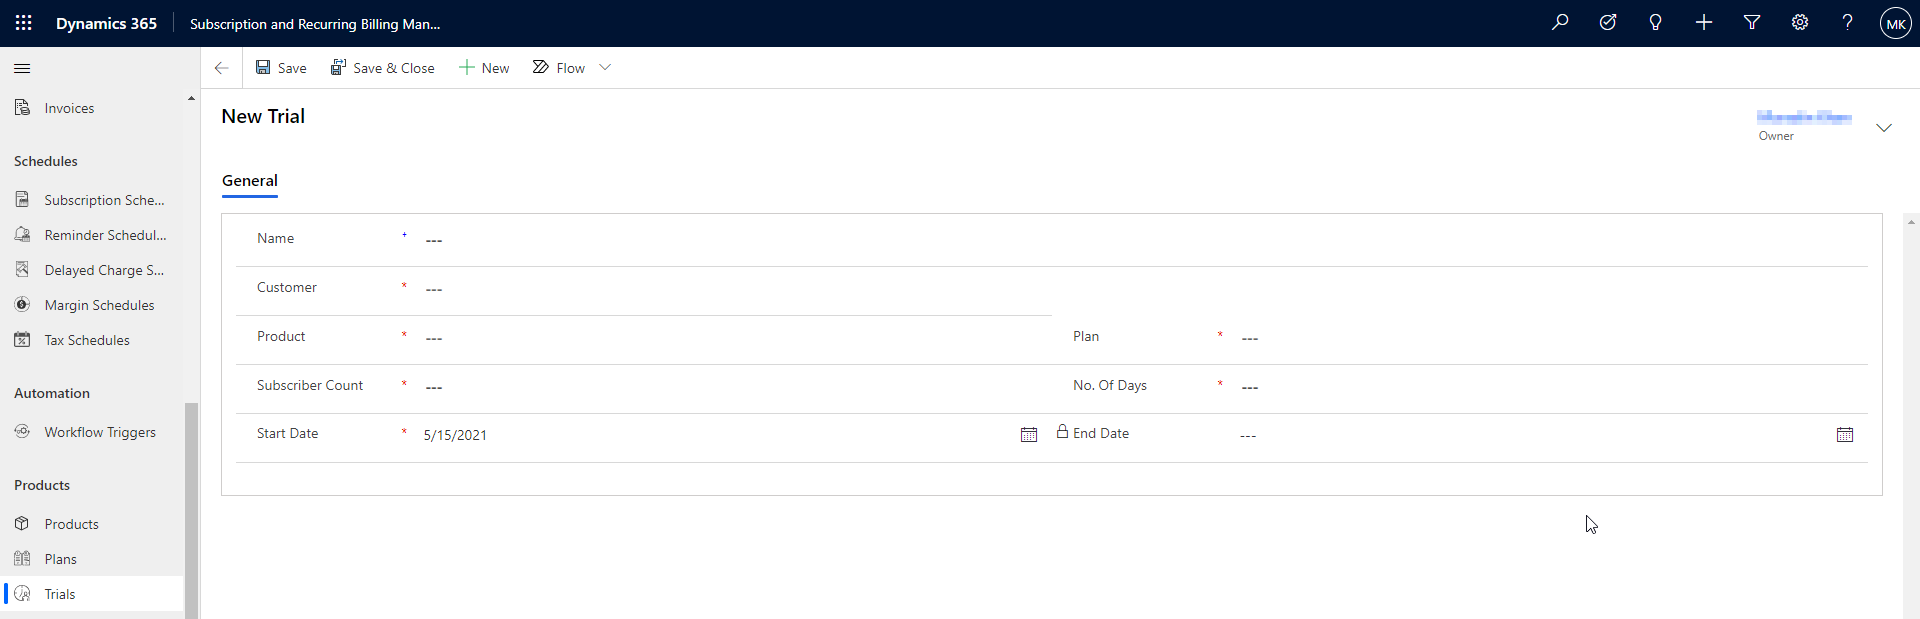 Dynamics 365
Subscription and Recurring Billing Man...
MK
Save
Save & Close
New
Flow
Invoices
Schedules
Subscription Sche...
Reminder Schedul...
Delayed Charge S...
Margin Schedules
Tax Schedules
Automation
Workflow Triggers
Products
Products
Plans
Trials
New Trial
Owner
General
Name + ---
Customer * ---
Product * --- Plan * ---
Subscriber Count * --- No. Of Days * ---
Start Date * 5/15/2021 End Date ---